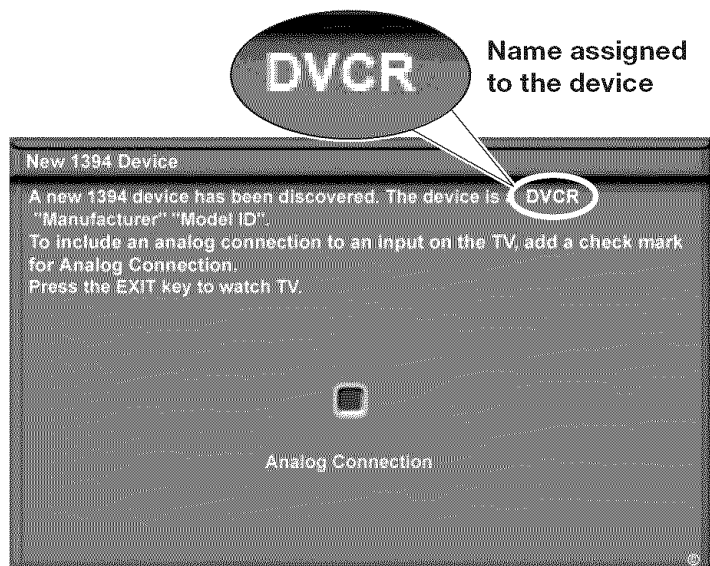 DVCR
Name assigned
to the device
New 1394 Device
A new 1394 device has been discovered. The device is a DVCR
"Manufacturer" "Model ID".
To include an analog connection to an input on the TV, add a check mark
for Analog Connection.
Press the EXIT key to watch TV.
Analog Connection